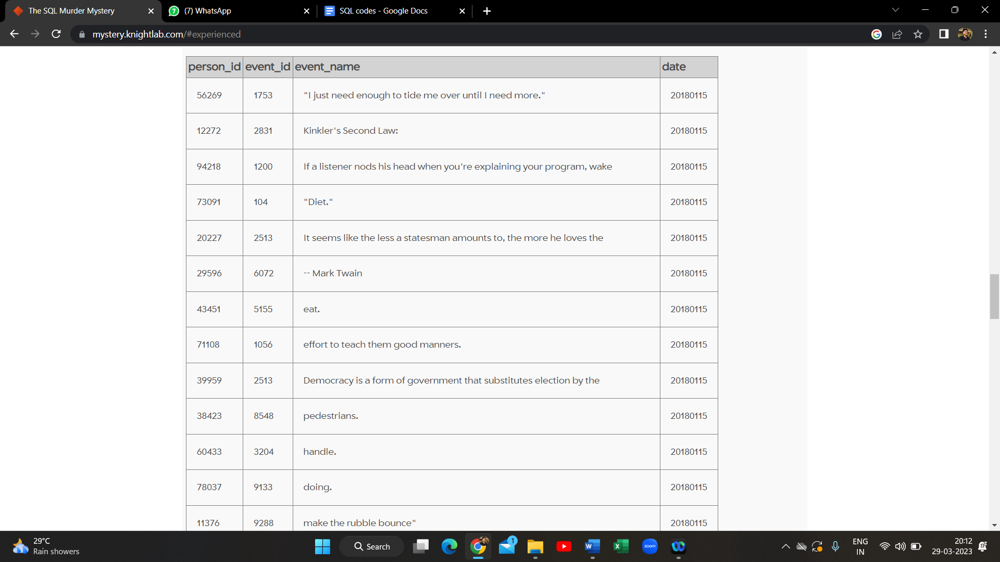 The SQL Murder Mystery
(7) WhatsApp
SQL codes - Google Docs
mystery.knightlab.com/#experienced
person_id event_id event_name date
56269 1753 "I just need enough to tide me over until I need more." 20180115
12272 2831 Kinkler's Second Law: 20180115
94218 1200 If a listener nods his head when you're explaining your program, wake 20180115
73091 104 "Diet." 20180115
20227 2513 It seems like the less a statesman amounts to, the more he loves the 20180115
29596 6072 -- Mark Twain 20180115
43451 5155 eat. 20180115
71108 1056 effort to teach them good manners. 20180115
39959 2513 Democracy is a form of government that substitutes election by the 20180115
38423 8548 pedestrians. 20180115
60433 3204 handle. 20180115
78037 9133 doing. 20180115
11376 9288 make the rubble bounce" 20180115
29°C
Rain showers
Search
1
zoom
ENG
IN
20:12
29-03-2023